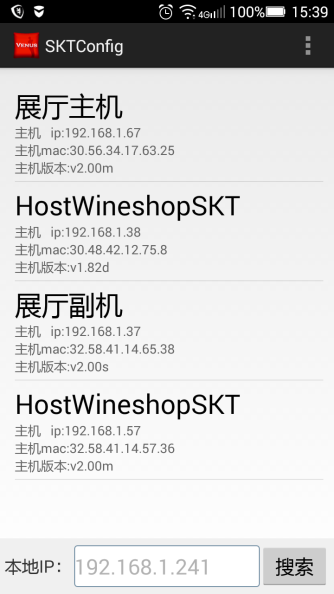 4G 100% 15:39
VENUS SKTConfig
展厅主机
主机 ip:192.168.1.67
主机mac:30.56.34.17.63.25
主机版本:v2.00m
HostWineshopSKT
主机 ip:192.168.1.38
主机mac:30.48.42.12.75.8
主机版本:v1.82d
展厅副机
主机 ip:192.168.1.37
主机mac:32.58.41.14.65.38
主机版本:v2.00s
HostWineshopSKT
主机 ip:192.168.1.57
主机mac:32.58.41.14.57.36
主机版本:v2.00m
本地IP: 192.168.1.241 搜索